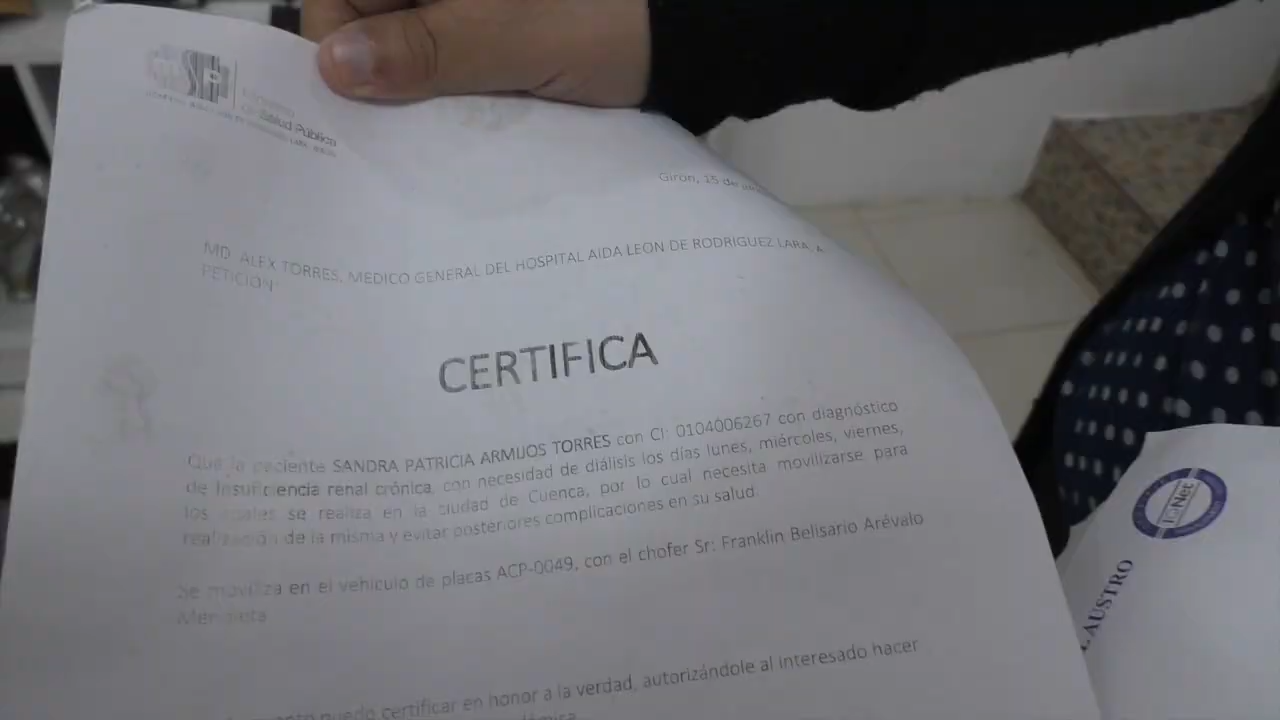 MSP
Ministerio
de Salud Pública
Giron, 15 de
MD. ALEX TORRES, MEDICO GENERAL DEL HOSPITAL AIDA LEON DE RODRIGUEZ LARA, A
PETICION
CERTIFICA
Que la paciente SANDRA PATRICIA ARMIJOS TORRES con CI: 0104006267 con diagnóstico
de Insuficiencia renal crónica, con necesidad de diálisis los días lunes, miércoles, viernes,
los cuales se realiza en la ciudad de Cuenca, por lo cual necesita movilizarse para
realización de la misma y evitar posteriores complicaciones en su salud.
Se moviliza en el vehículo de placas ACP-0049, con el chofer Sr: Franklin Belisario Arévalo
puedo certificar en honor a la verdad, autorizándole al interesado hacer
IQNet
AUSTRO